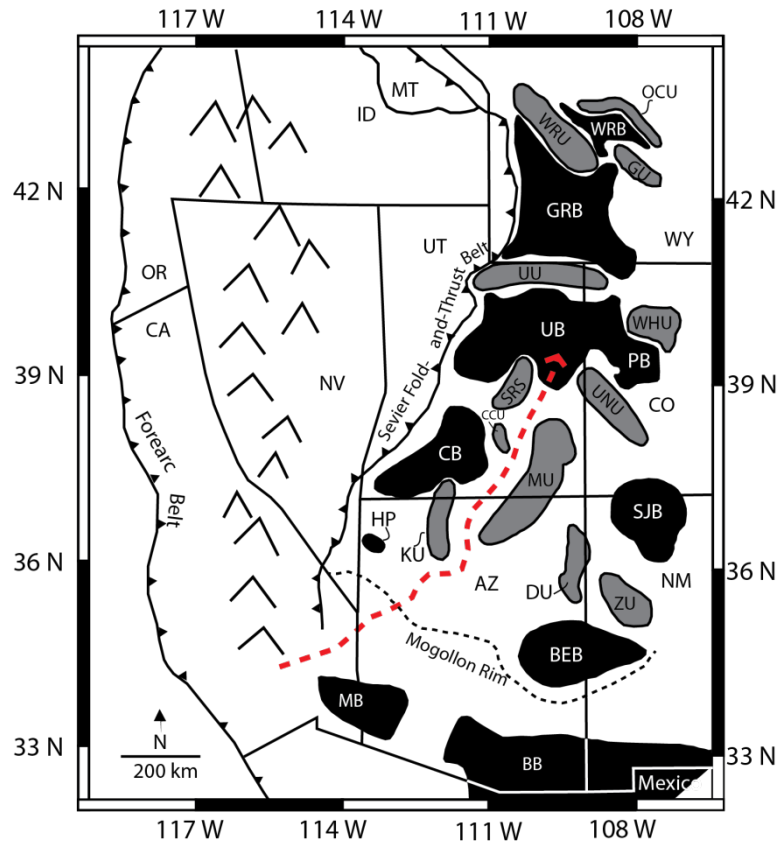 117 W
114 W
111 W
108 W
MT
ID
OCU
WRU
WRB
GU
42 N
42 N
GRB
WY
UT
OR
UU
CA
Sevier Fold- and-Thrust Belt
UB
WHU
PB
39 N
39 N
NV
SRS
UNU
CO
CCU
Forearc
Belt
CB
MU
SJB
HP
KU
36 N
36 N
AZ
DU
NM
ZU
Mogollon Rim
BEB
MB
N
33 N
33 N
200 km
BB
Mexico
117 W
114 W
111 W
108 W